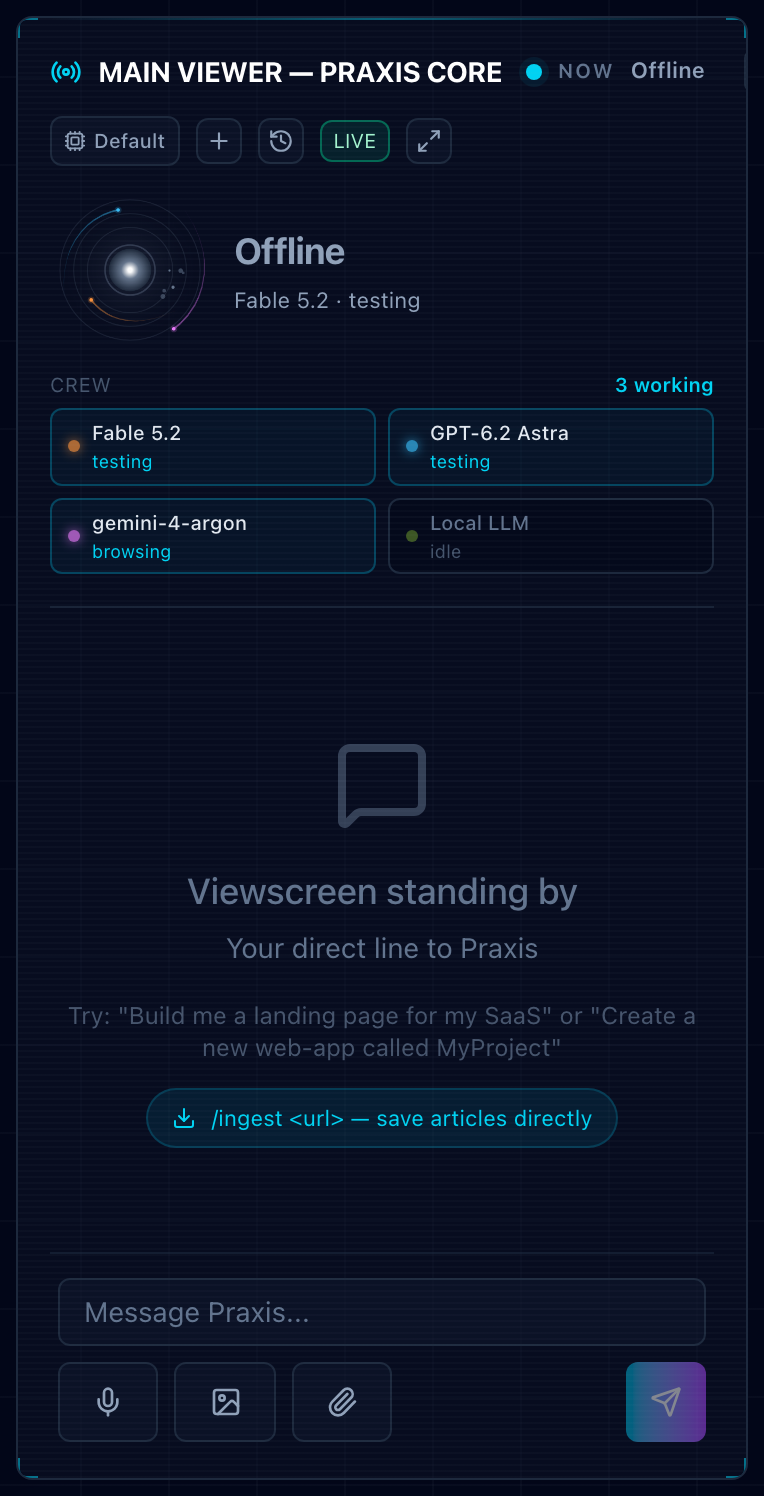 MAIN VIEWER — PRAXIS CORE
NOW
Offline
Default
LIVE
Offline
Fable 5.2 · testing
CREW
3 working
Fable 5.2
testing
GPT-6.2 Astra
testing
gemini-4-argon
browsing
Local LLM
idle
Viewscreen standing by
Your direct line to Praxis
Try: "Build me a landing page for my SaaS" or "Create a
new web-app called MyProject"
/ingest <url> — save articles directly
Message Praxis...